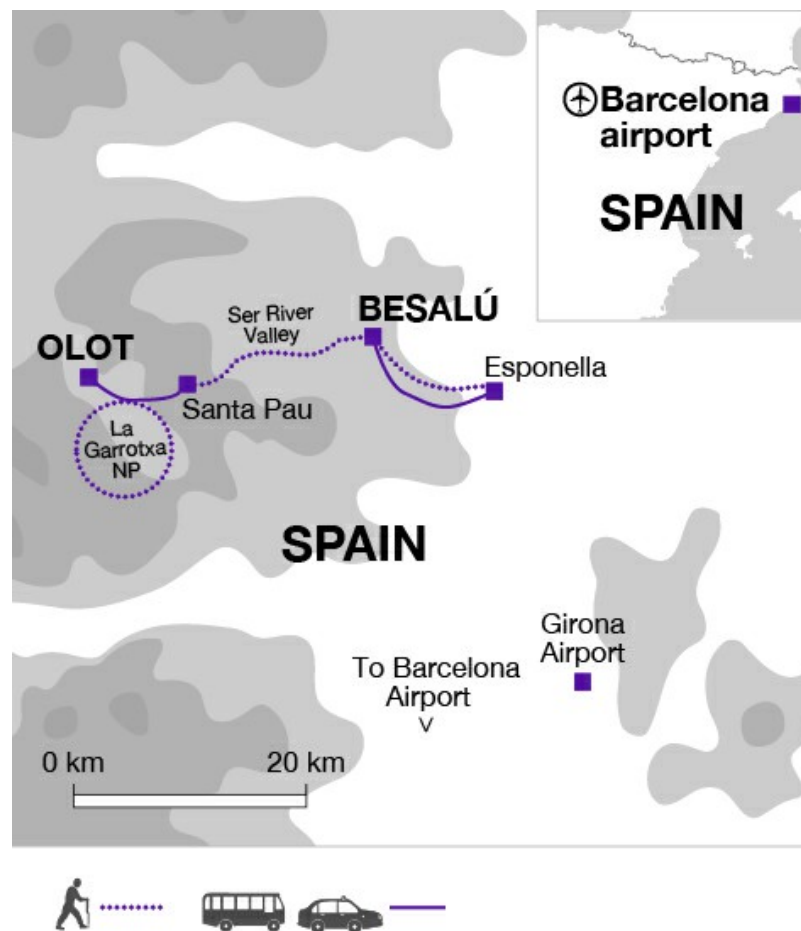 Barcelona
airport
SPAIN
Ser River
Valley
BESALÚ
OLOT
Esponella
Santa Pau
La
Garrotxa
NP
SPAIN
Girona
Airport
To Barcelona
Airport
0 km
20 km